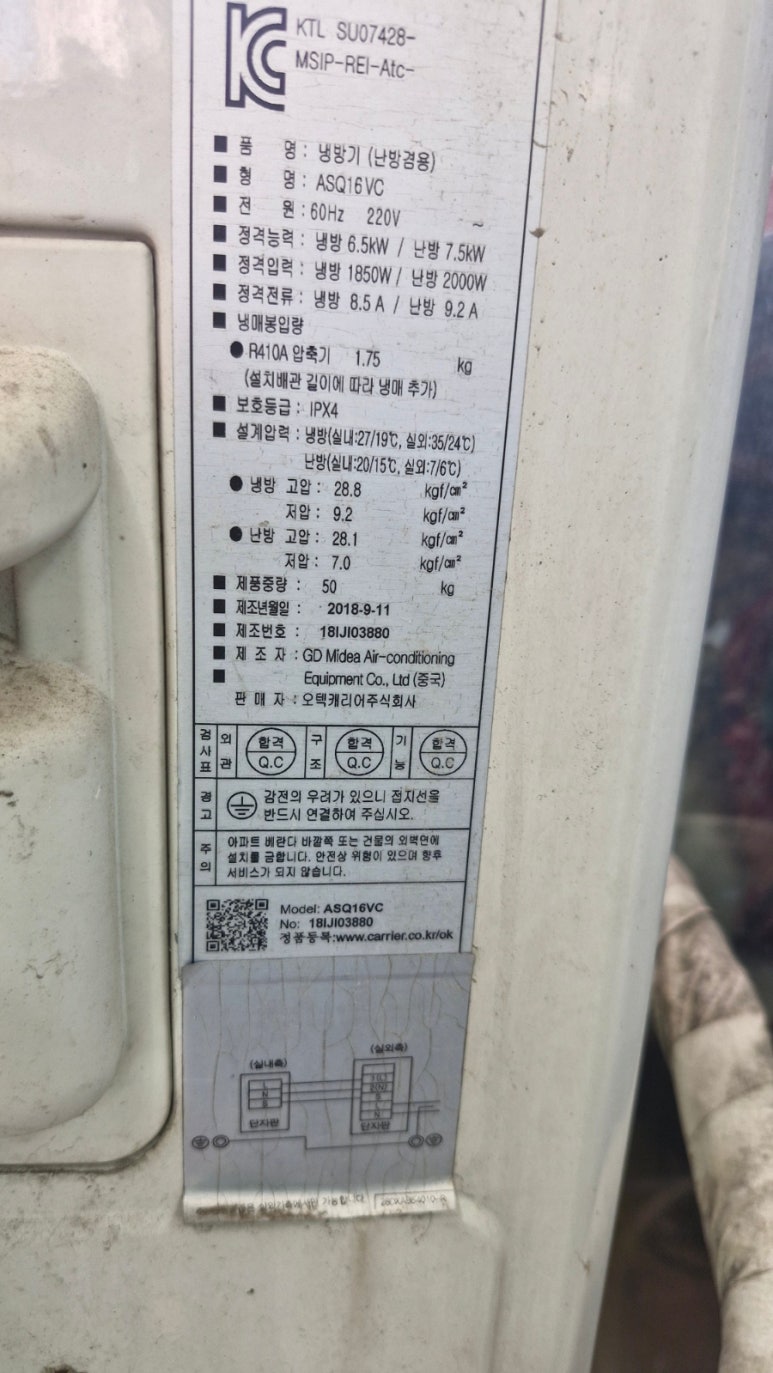 KC
KTL SU07428-
MSIP-REI-Atc-
■ 품 명 : 냉방기 (난방겸용)
■ 형 명 : ASQ16VC
■ 전 원 : 60Hz 220V ~
■ 정격능력 : 냉방 6.5kW / 난방 7.5kW
■ 정격입력 : 냉방 1850W / 난방 2000W
■ 정격전류 : 냉방 8.5 A / 난방 9.2 A
■ 냉매봉입량
● R410A 압축기 1.75 kg
(설치배관 길이에 따라 냉매 추가)
■ 보호등급 : IPX4
■ 설계압력 : 냉방(실내:27/19℃, 실외:35/24℃)
난방(실내:20/15℃, 실외:7/6℃)
● 냉방 고압 : 28.8 kgf/㎠
저압 : 9.2 kgf/㎠
● 난방 고압 : 28.1 kgf/㎠
저압 : 7.0 kgf/㎠
■ 제품중량 : 50 kg
■ 제조년월일 : 2018-9-11
■ 제조번호 : 18IJI03880
■ 제 조 자 : GD Midea Air-conditioning
■ Equipment Co., Ltd (중국)
판 매 자 : 오텍캐리어주식회사
검사표 외관 합격 Q.C 구조 합격 Q.C 기능 합격 Q.C
경고 감전의 우려가 있으니 접지선을
반드시 연결하여 주십시오.
주의 아파트 베란다 바깥쪽 또는 건물의 외벽면에
설치를 금합니다. 안전상 위험이 있으며 향후
서비스가 되지 않습니다.
Model: ASQ16VC
No: 18IJI03880
정품등록:www.carrier.co.kr/ok
(실내측) (실외측)
L
N
S
단자판
1(L)
2(N)
S
L
N
단자판
가능합니다